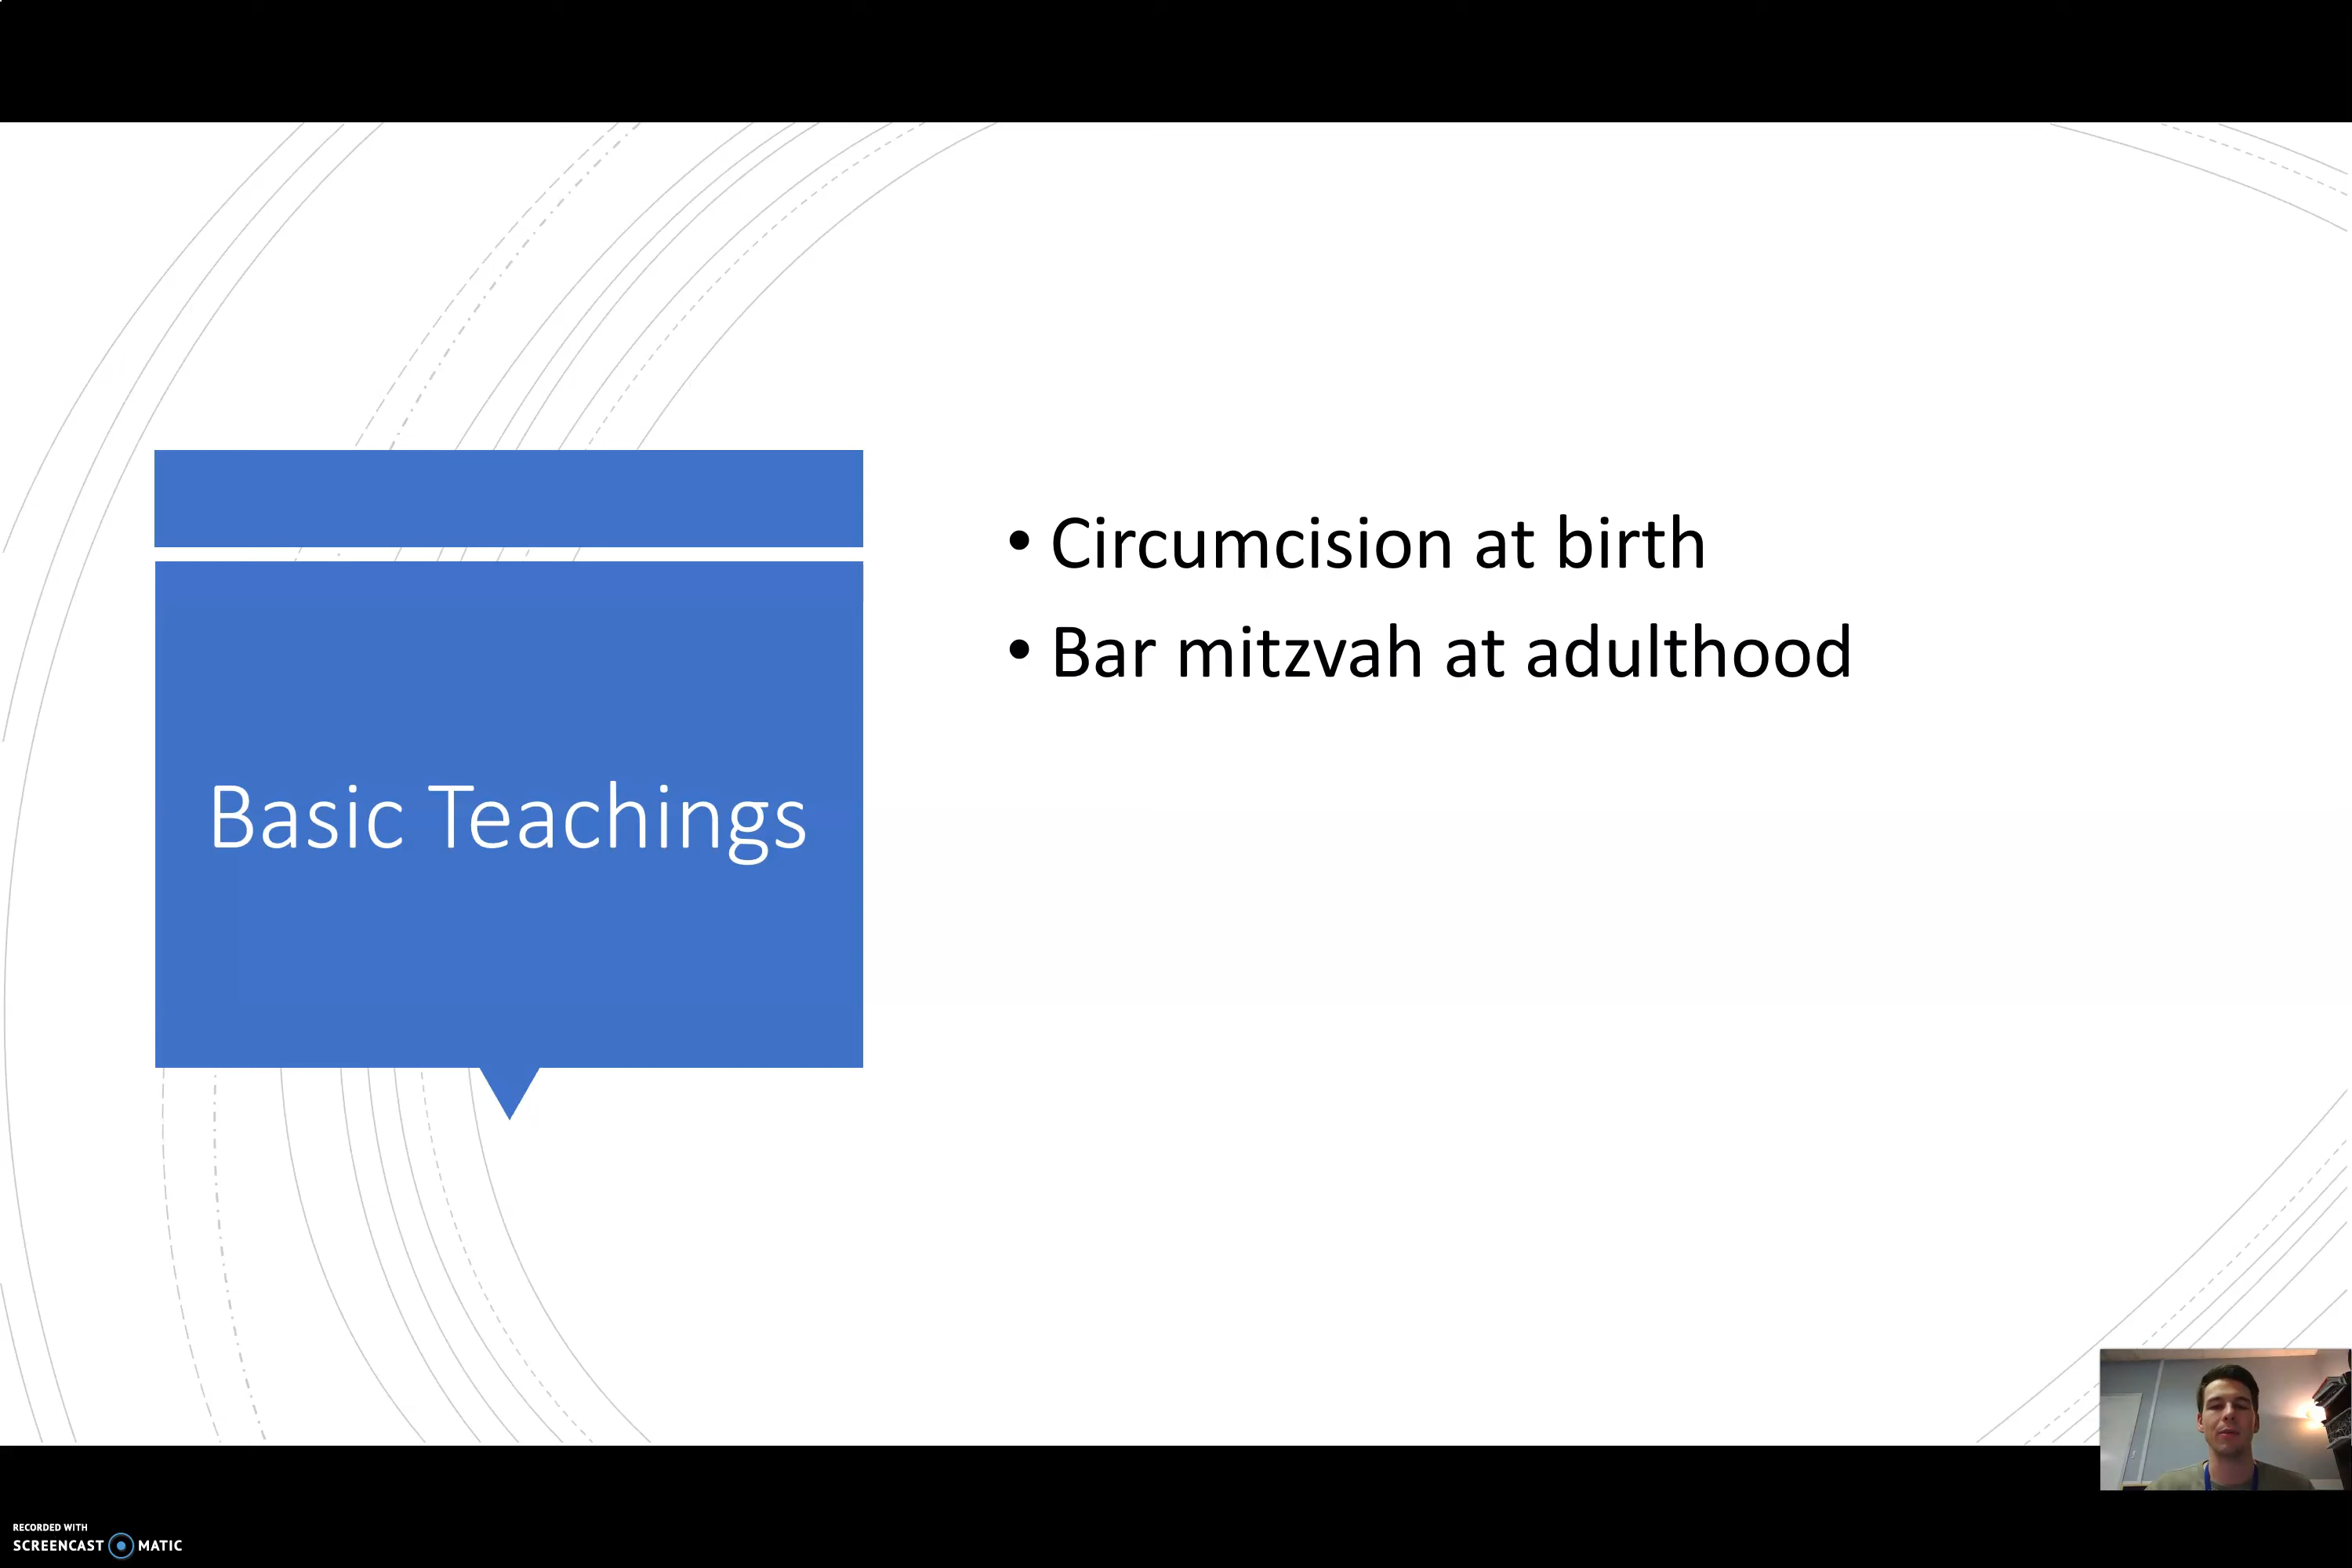 Basic Teachings
• Circumcision at birth
• Bar mitzvah at adulthood
RECORDED WITH
SCREENCAST MATIC